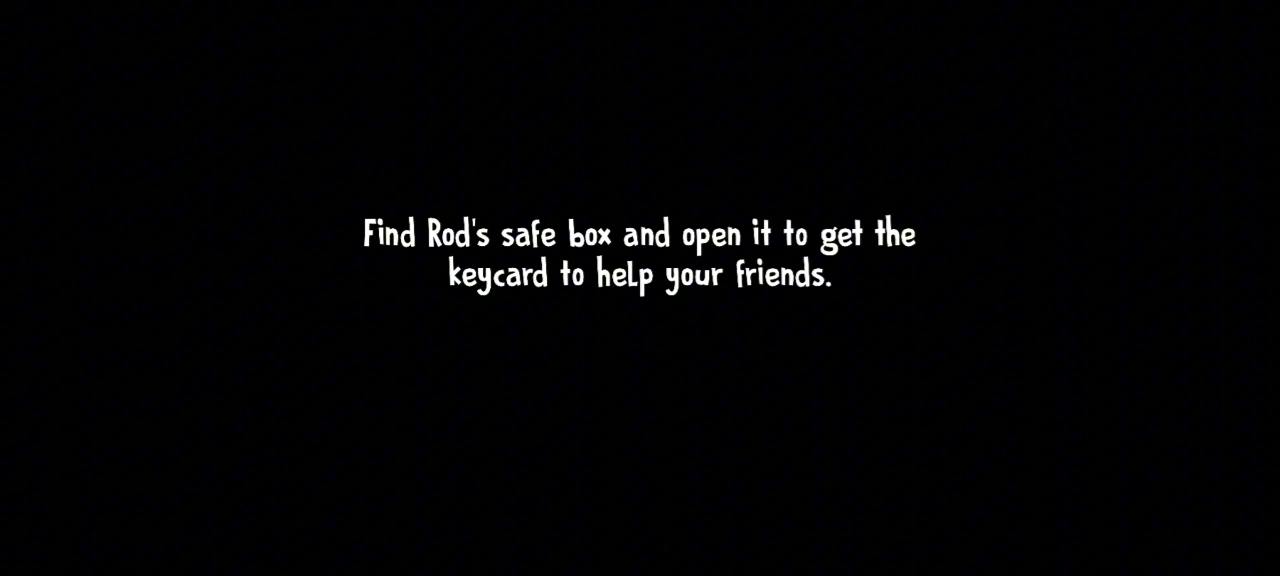 Find Rod's safe box and open it to get the
keycard to help your friends.